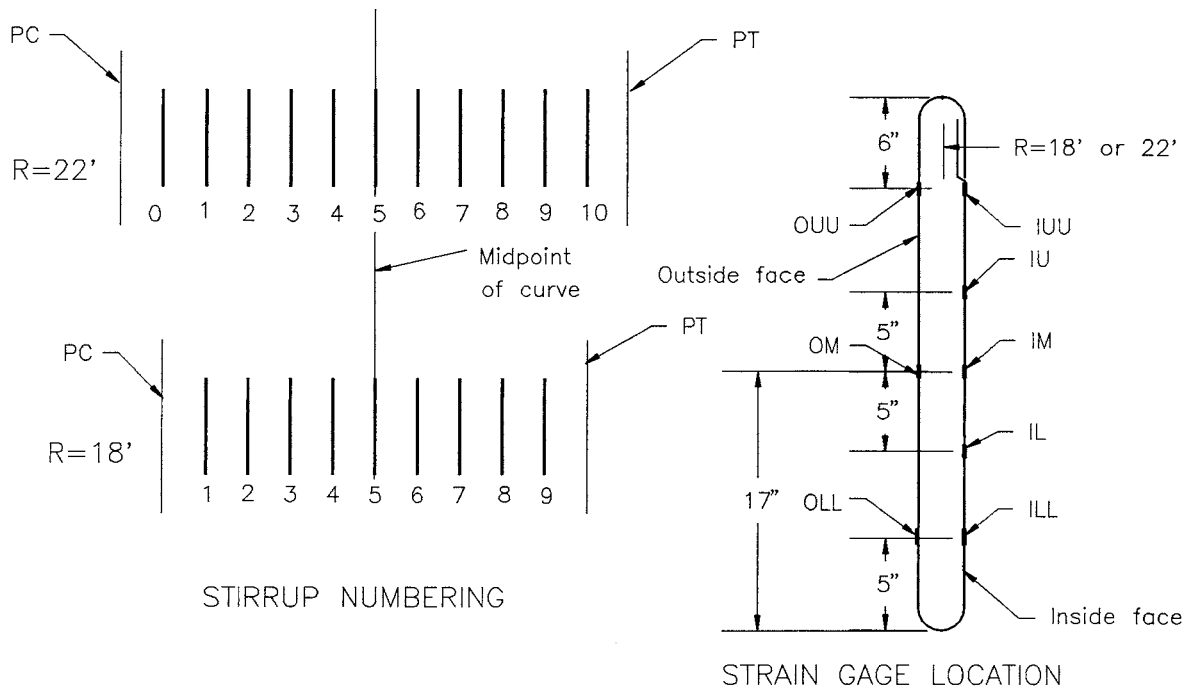 PC
PT
R=22'
0 1 2 3 4 5 6 7 8 9 10
Midpoint
of curve
PC
PT
R=18'
1 2 3 4 5 6 7 8 9
STIRRUP NUMBERING
6"
R=18' or 22'
OUU
IUU
Outside face
IU
5"
OM
IM
5"
IL
17"
OLL
ILL
5"
Inside face
STRAIN GAGE LOCATION